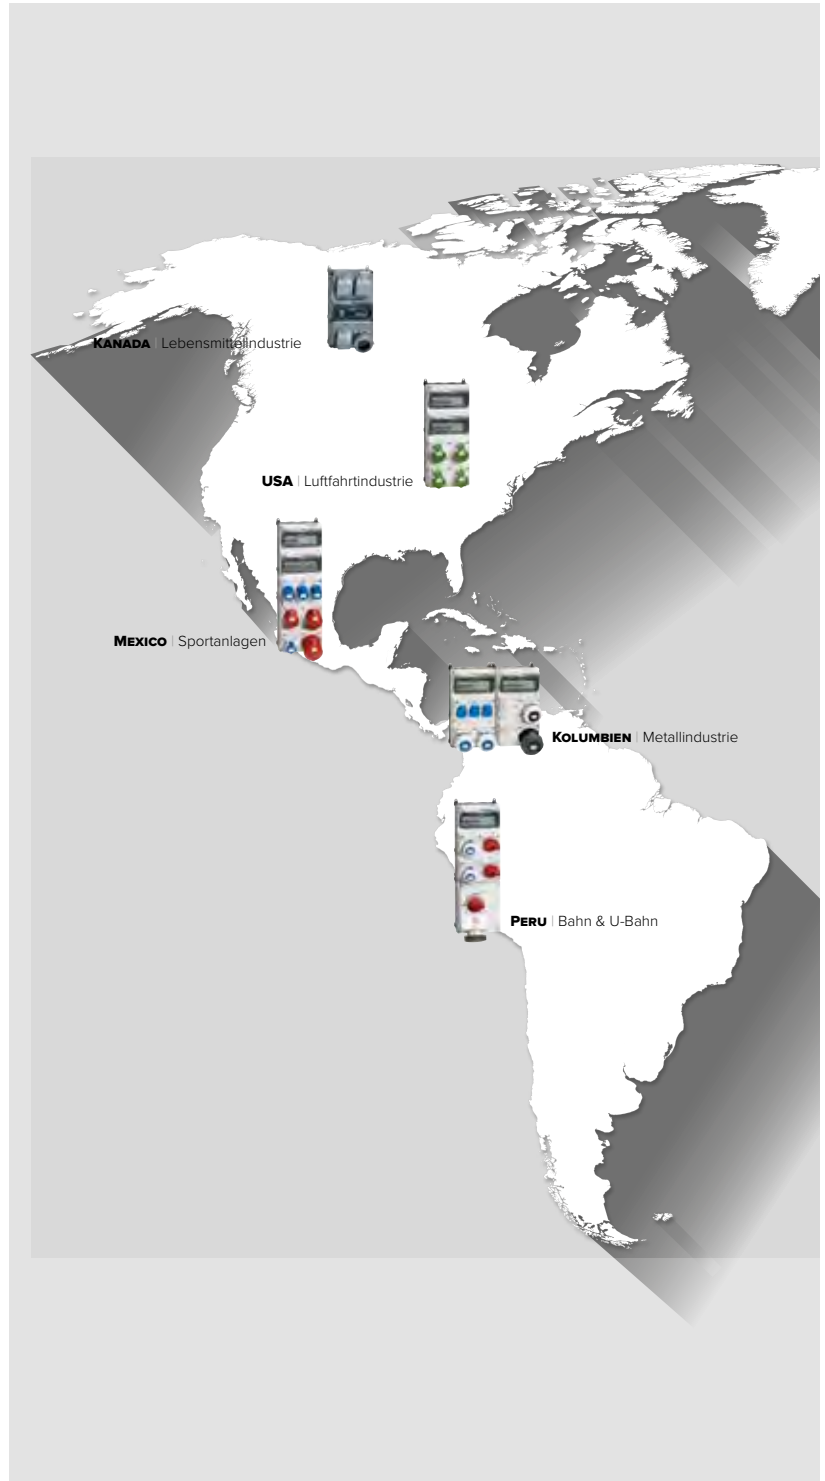 KANADA | Lebensmittelindustrie
USA | Luftfahrtindustrie
MEXICO | Sportanlagen
KOLUMBIEN | Metallindustrie
PERU | Bahn & U-Bahn